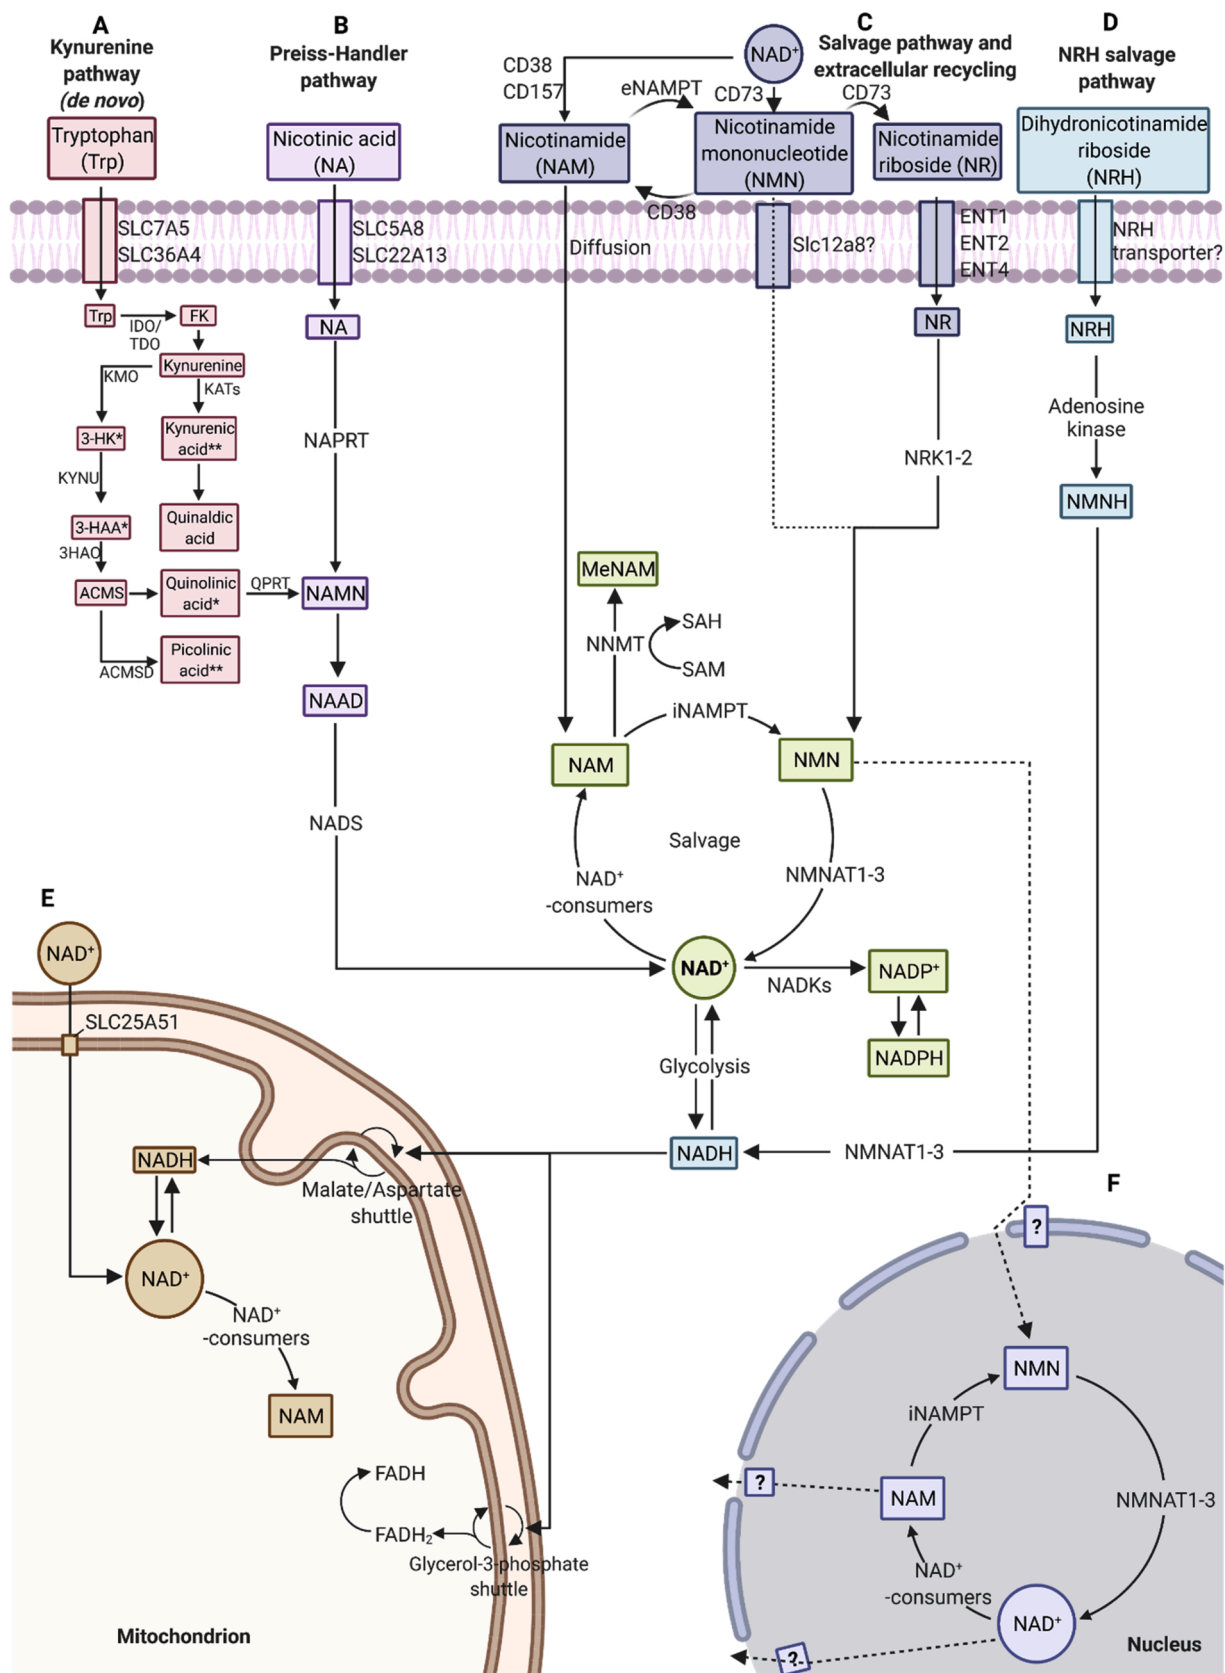 A
Kynurenine
pathway
(de novo)
B
Preiss-Handler
pathway
C
Salvage pathway and
extracellular recycling
D
NRH salvage
pathway
NAD+
CD38
CD157
eNAMPT
CD73
CD73
CD38
Tryptophan
(Trp)
Nicotinic acid
(NA)
Nicotinamide
(NAM)
Nicotinamide
mononucleotide
(NMN)
Nicotinamide
riboside (NR)
Dihydronicotinamide
riboside
(NRH)
SLC7A5
SLC36A4
SLC5A8
SLC22A13
Diffusion
Slc12a8?
ENT1
ENT2
ENT4
NRH
transporter?
Trp
IDO/
TDO
FK
Kynurenine
KMO
KATs
3-HK*
Kynurenic
acid**
KYNU
3-HAA*
Quinaldic
acid
3HAO
ACMS
Quinolinic
acid*
QPRT
ACMSD
Picolinic
acid**
NA
NAPRT
NAMN
NAAD
NADS
NR
NRK1-2
NRH
Adenosine
kinase
NMNH
MeNAM
NNMT
SAH
SAM
iNAMPT
NAM
NMN
Salvage
NAD+
-consumers
NMNAT1-3
NAD+
NADKs
NADP+
NADPH
Glycolysis
NADH
NMNAT1-3
E
NAD+
SLC25A51
NADH
Malate/Aspartate
shuttle
NAD+
NAD+
-consumers
NAM
FADH
FADH2
Glycerol-3-phosphate
shuttle
Mitochondrion
F
?
NMN
iNAMPT
?
NAM
NMNAT1-3
NAD+
-consumers
NAD+
?
Nucleus